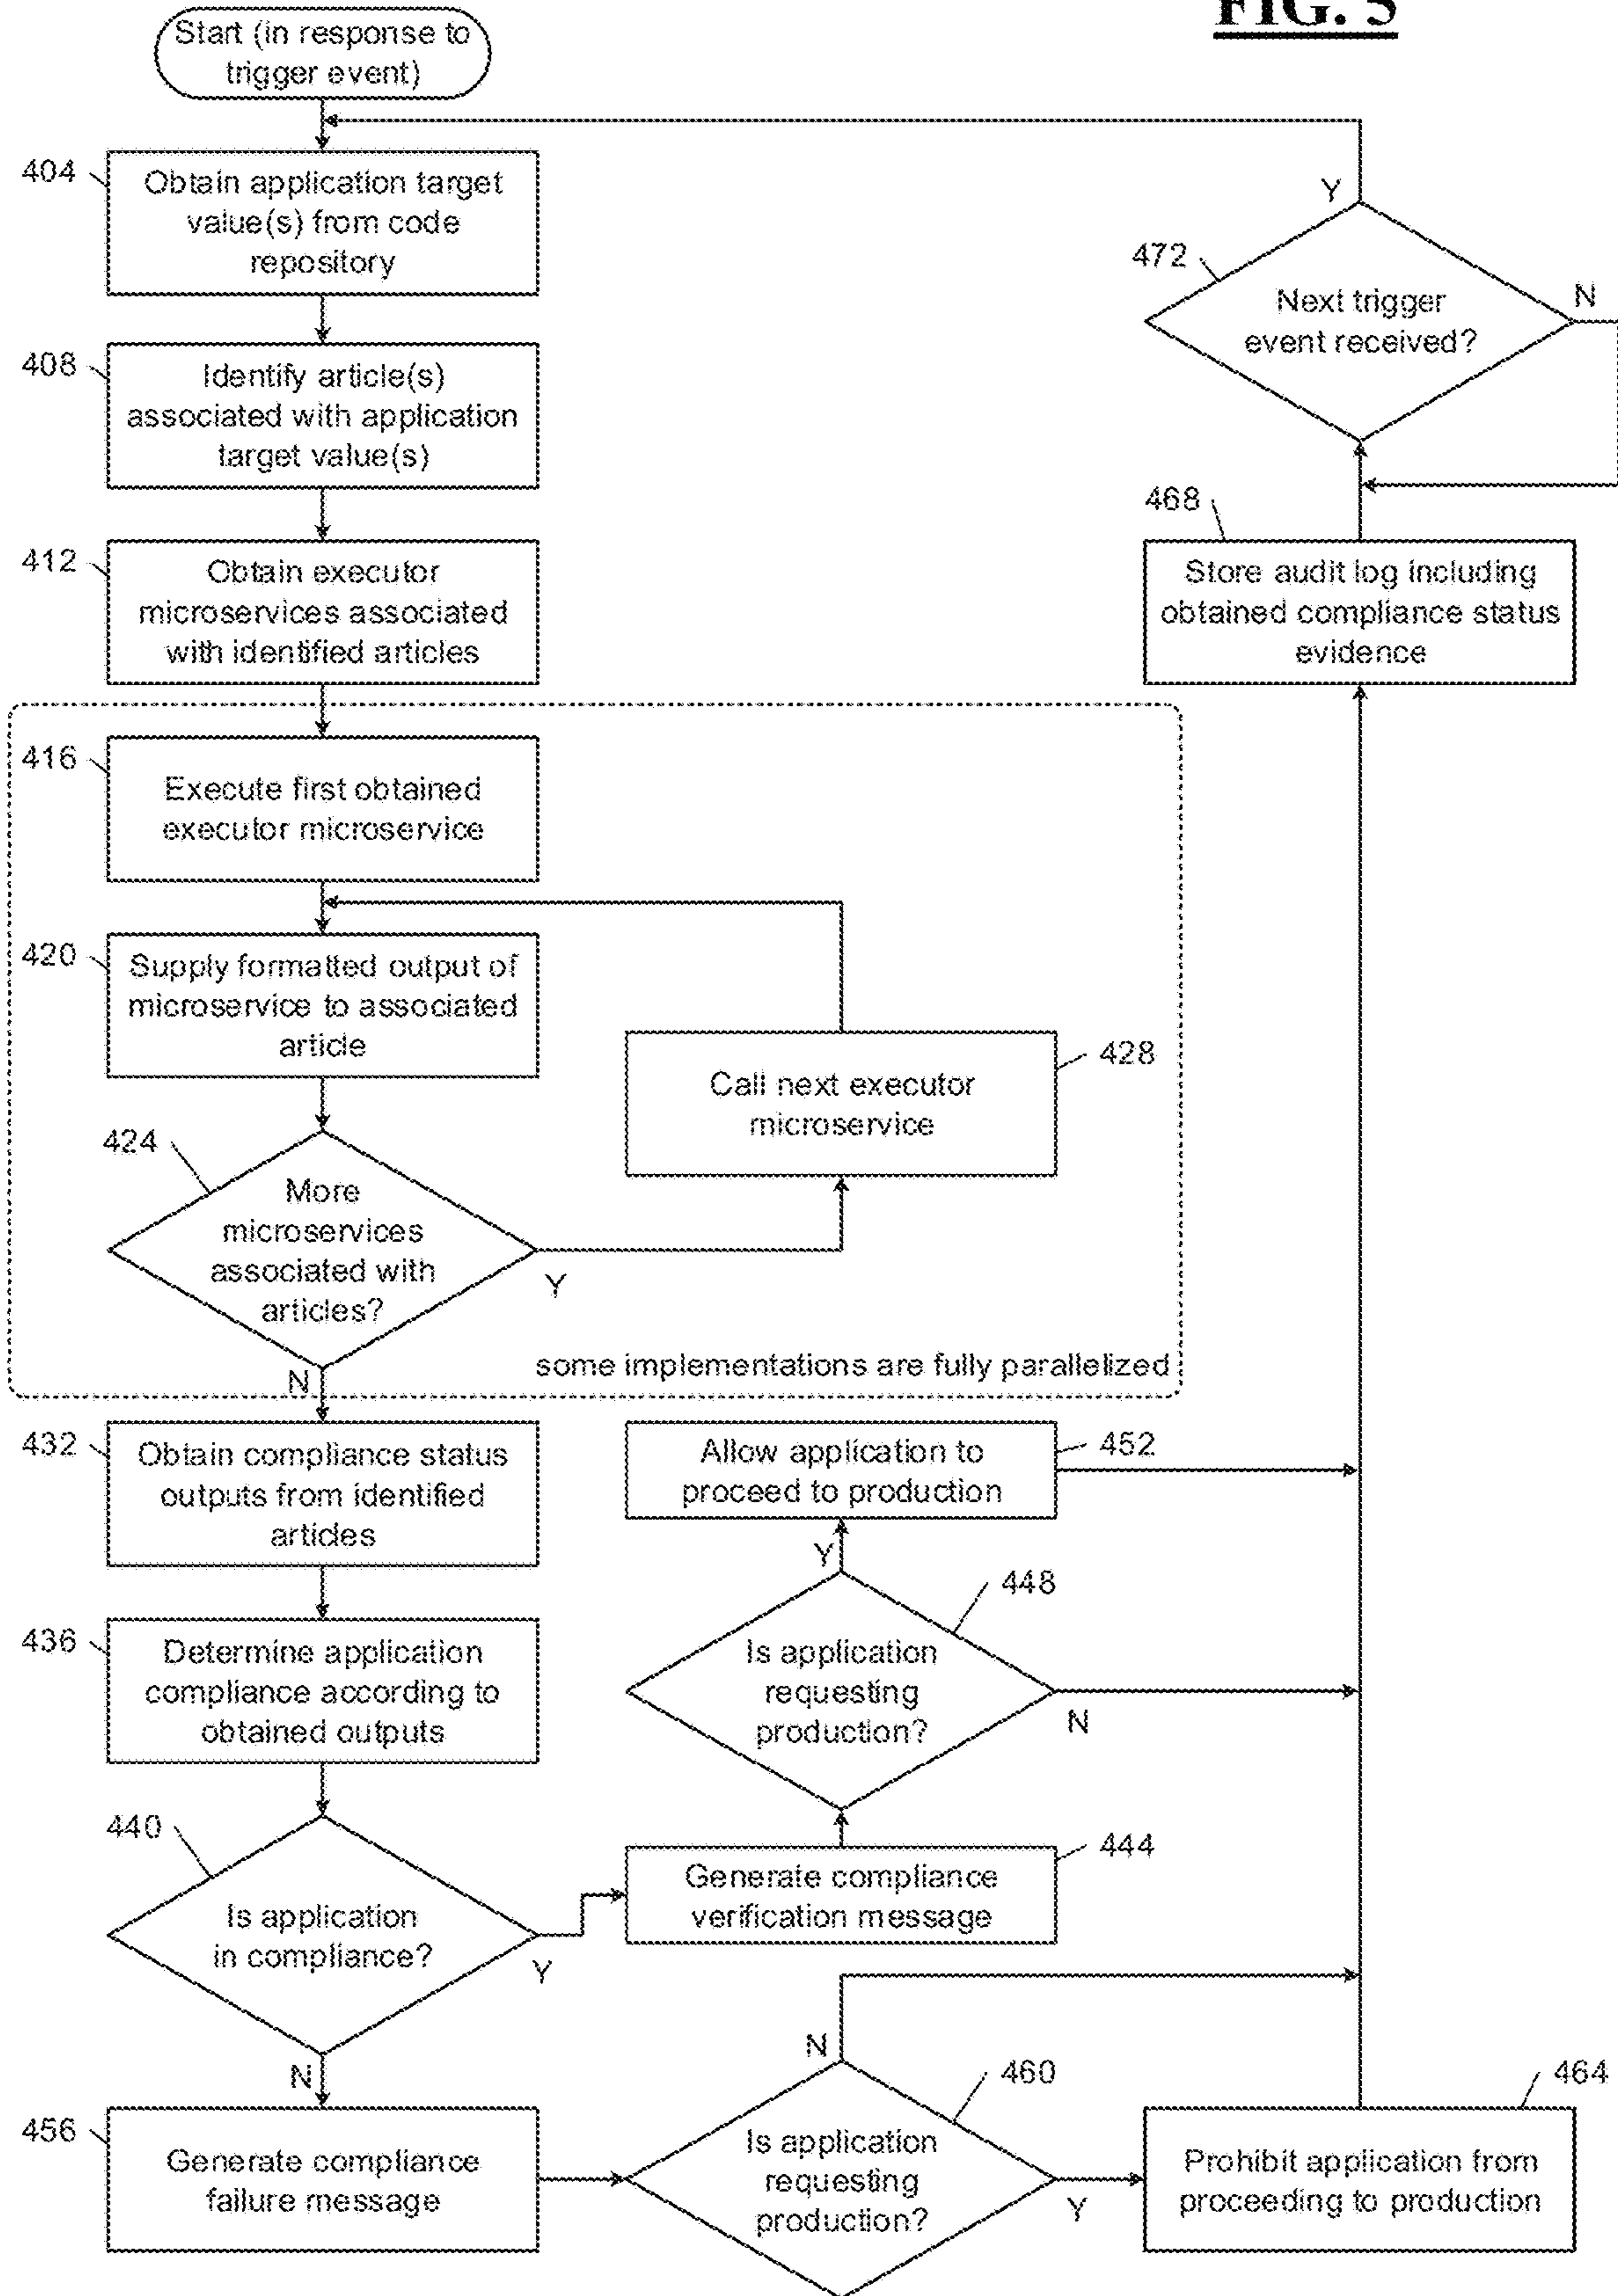 FIG. 5
Start (in response to
trigger event)
404
Obtain application target
value(s) from code
repository
408
Identify article(s)
associated with application
target value(s)
412
Obtain executor
microservices associated
with identified articles
416
Execute first obtained
executor microservice
420
Supply formatted output of
microservice to associated
article
428
Call next executor
microservice
424
More
microservices
associated with
articles?
Y
N
some implementations are fully parallelized
432
Obtain compliance status
outputs from identified
articles
436
Determine application
compliance according to
obtained outputs
440
Is application
in compliance?
Y
N
444
Generate compliance
verification message
448
Is application
requesting
production?
Y
N
452
Allow application to
proceed to production
456
Generate compliance
failure message
460
Is application
requesting
production?
N
Y
464
Prohibit application from
proceeding to production
468
Store audit log including
obtained compliance status
evidence
472
Next trigger
event received?
Y
N